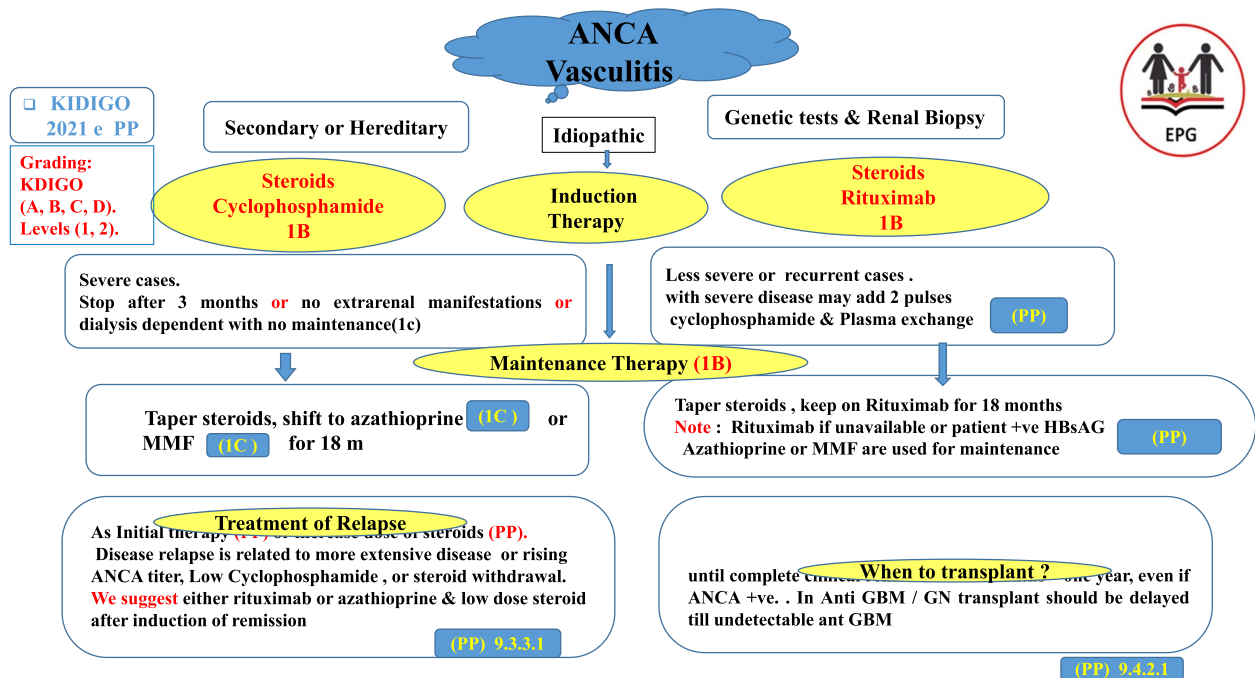 ANCA
Vasculitis
❑ KIDIGO
2021 e PP
Secondary or Hereditary
Idiopathic
Genetic tests & Renal Biopsy
EPG
Grading:
KDIGO
(A, B, C, D).
Levels (1, 2).
Steroids
Cyclophosphamide
1B
Induction
Therapy
Steroids
Rituximab
1B
Severe cases.
Stop after 3 months or no extrarenal manifestations or
dialysis dependent with no maintenance(1c)
Less severe or recurrent cases .
with severe disease may add 2 pulses
cyclophosphamide & Plasma exchange
(PP)
Maintenance Therapy (1B)
Taper steroids, shift to azathioprine (1C ) or
MMF (1C ) for 18 m
Taper steroids , keep on Rituximab for 18 months
Note : Rituximab if unavailable or patient +ve HBsAG
Azathioprine or MMF are used for maintenance
(PP)
Treatment of Relapse
As Initial therapy steroids (PP).
Disease relapse is related to more extensive disease or rising
ANCA titer, Low Cyclophosphamide , or steroid withdrawal.
We suggest either rituximab or azathioprine & low dose steroid
after induction of remission
(PP) 9.3.3.1
When to transplant ?
until complete one year, even if
ANCA +ve. . In Anti GBM / GN transplant should be delayed
till undetectable ant GBM
(PP) 9.4.2.1